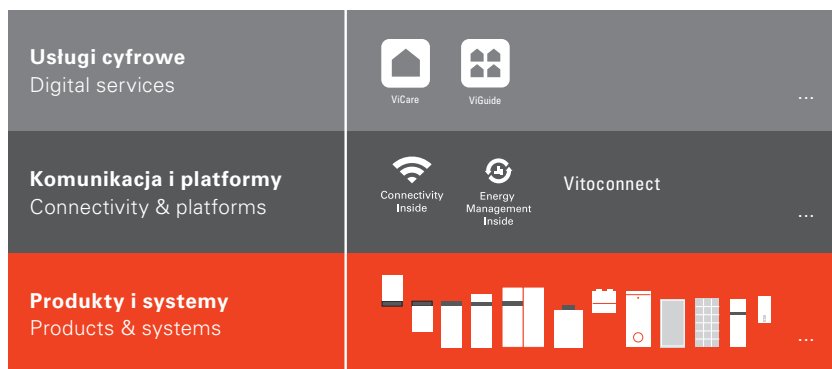 Usługi cyfrowe
Digital services
ViCare
ViGuide
...
Komunikacja i platformy
Connectivity & platforms
Connectivity
Inside
Energy
Management
Inside
Vitoconnect
...
Produkty i systemy
Products & systems
...